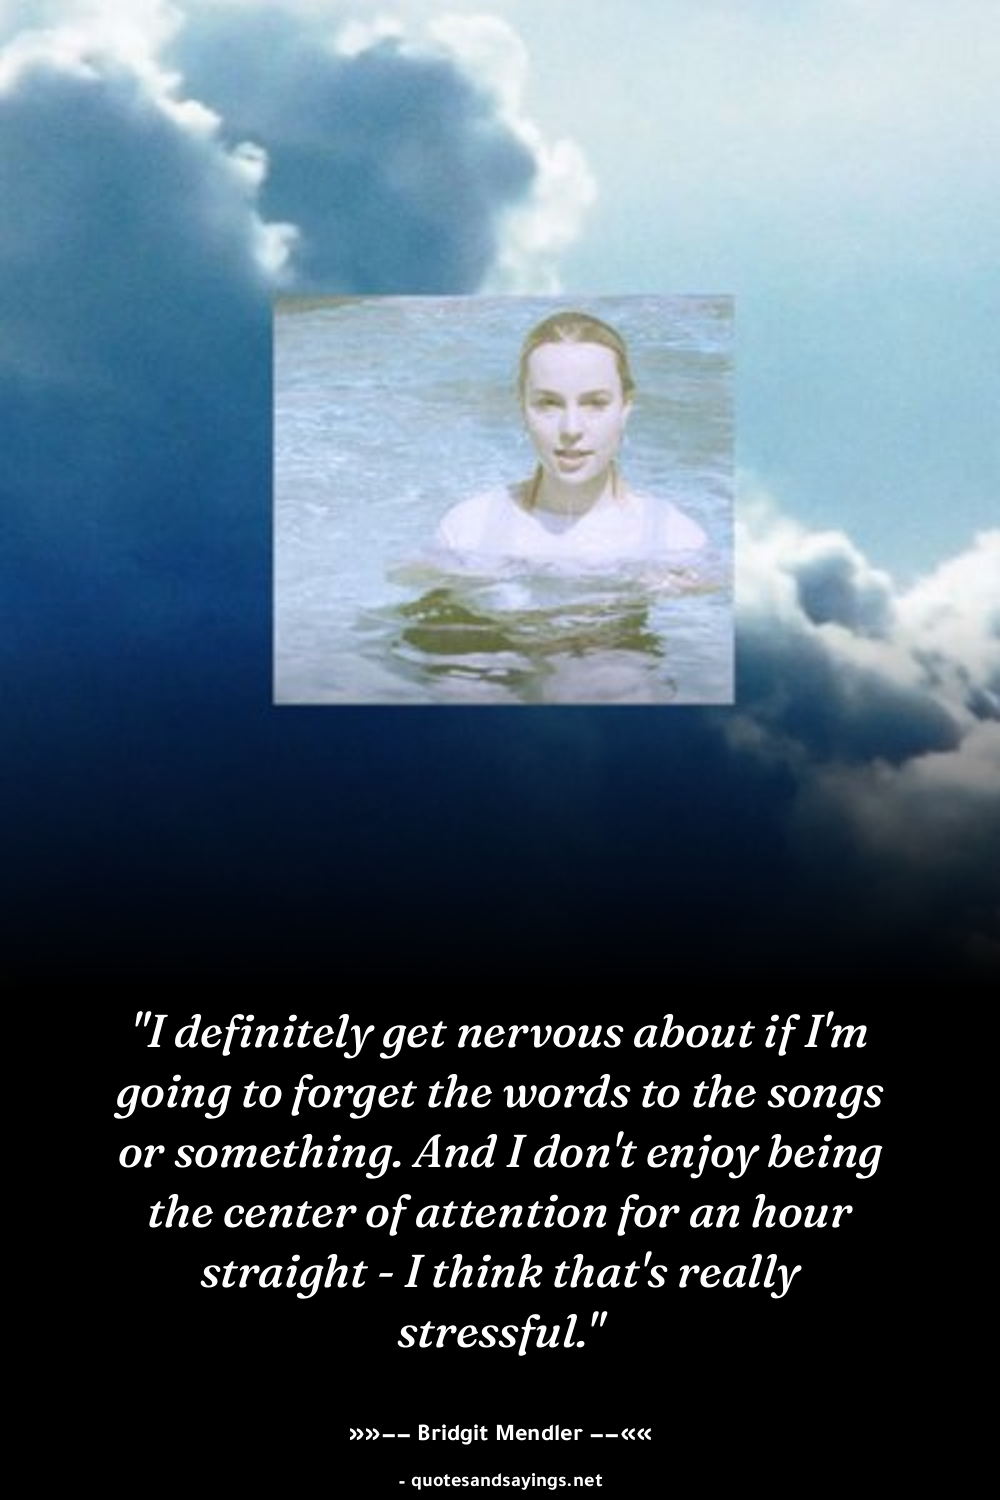 "I definitely get nervous about if I'm
going to forget the words to the songs
or something. And I don't enjoy being
the center of attention for an hour
straight - I think that's really
stressful."
»»–– Bridgit Mendler ––««
- quotesandsayings.net